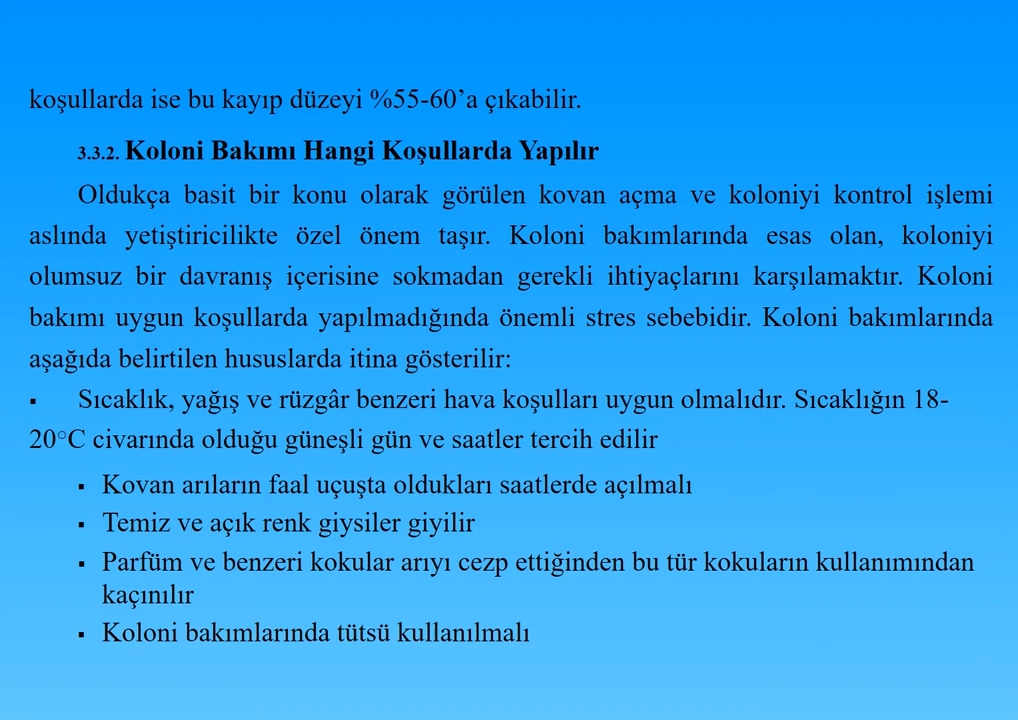 koşullarda ise bu kayıp düzeyi %55-60’a çıkabilir.
3.3.2. Koloni Bakımı Hangi Koşullarda Yapılır
Oldukça basit bir konu olarak görülen kovan açma ve koloniyi kontrol işlemi
aslında yetiştiricilikte özel önem taşır. Koloni bakımlarında esas olan, koloniyi
olumsuz bir davranış içerisine sokmadan gerekli ihtiyaçlarını karşılamaktır. Koloni
bakımı uygun koşullarda yapılmadığında önemli stres sebebidir. Koloni bakımlarında
aşağıda belirtilen hususlarda itina gösterilir:
▪ Sıcaklık, yağış ve rüzgâr benzeri hava koşulları uygun olmalıdır. Sıcaklığın 18-
20○C civarında olduğu güneşli gün ve saatler tercih edilir
▪ Kovan arıların faal uçuşta oldukları saatlerde açılmalı
▪ Temiz ve açık renk giysiler giyilir
▪ Parfüm ve benzeri kokular arıyı cezp ettiğinden bu tür kokuların kullanımından
kaçınılır
▪ Koloni bakımlarında tütsü kullanılmalı